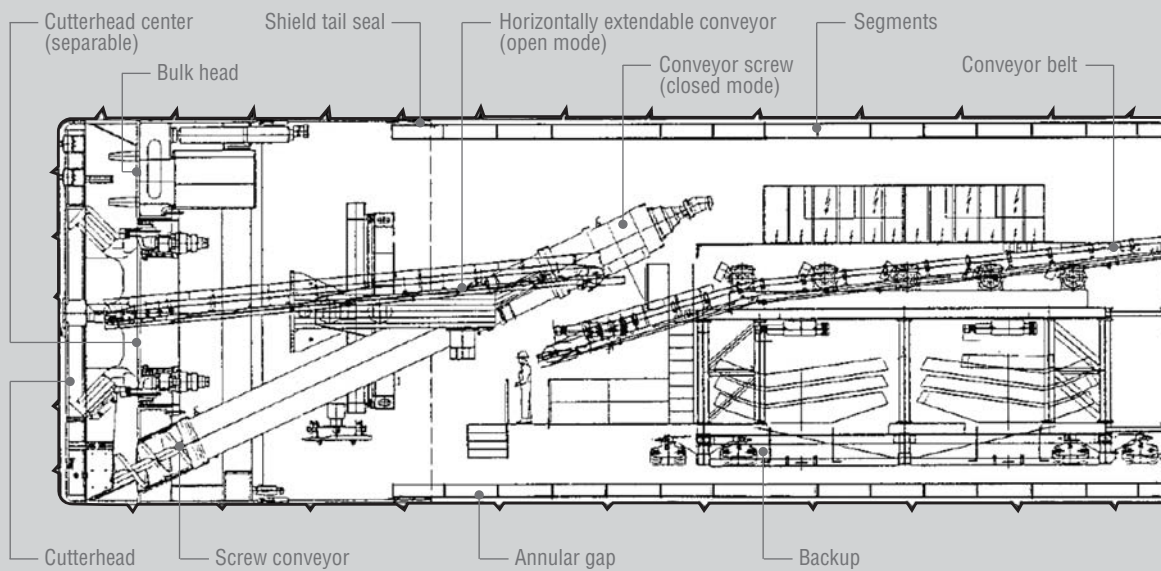 Cutterhead center
(separable)
Shield tail seal
Horizontally extendable conveyor
(open mode)
Segments
Bulk head
Conveyor screw
(closed mode)
Conveyor belt
Cutterhead
Screw conveyor
Annular gap
Backup